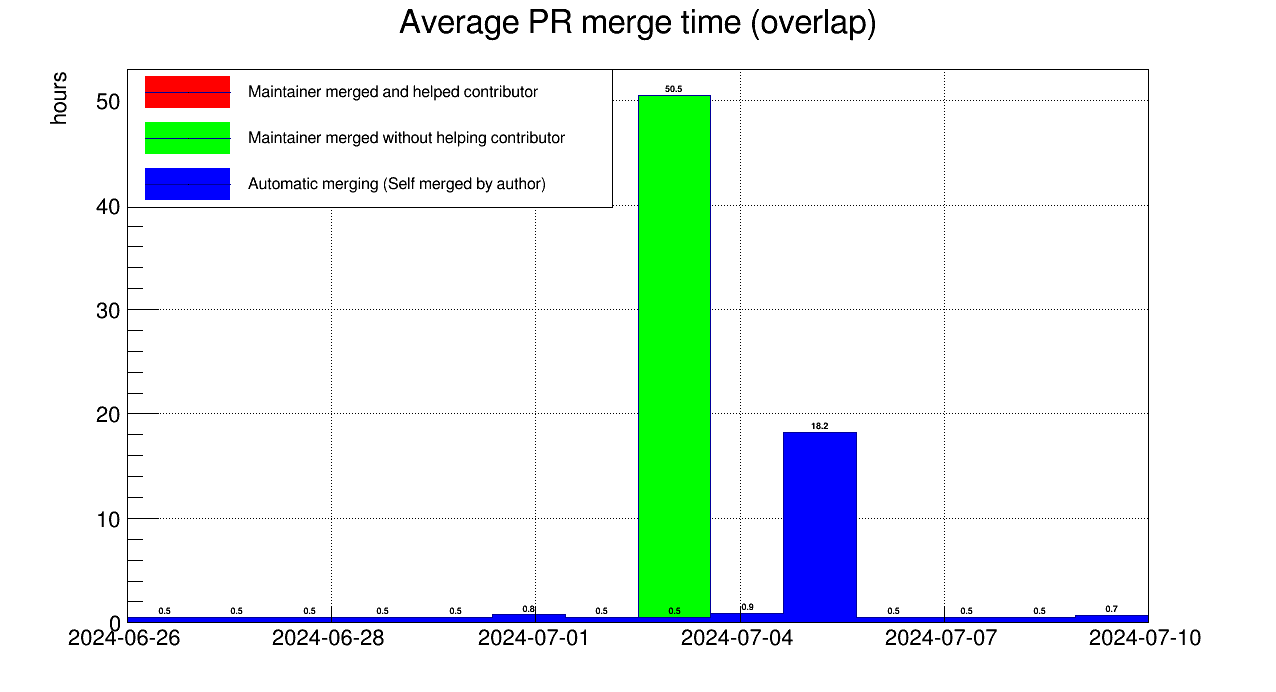 Average PR merge time (overlap)
hours
Maintainer merged and helped contributor
Maintainer merged without helping contributor
Automatic merging (Self merged by author)
50
40
30
20
10
0
50.5
18.2
0.5 0.5 0.5 0.5 0.5 0.8 0.5 0.5 0.9 0.5 0.5 0.5 0.7
2024-06-26 2024-06-28 2024-07-01 2024-07-04 2024-07-07 2024-07-10